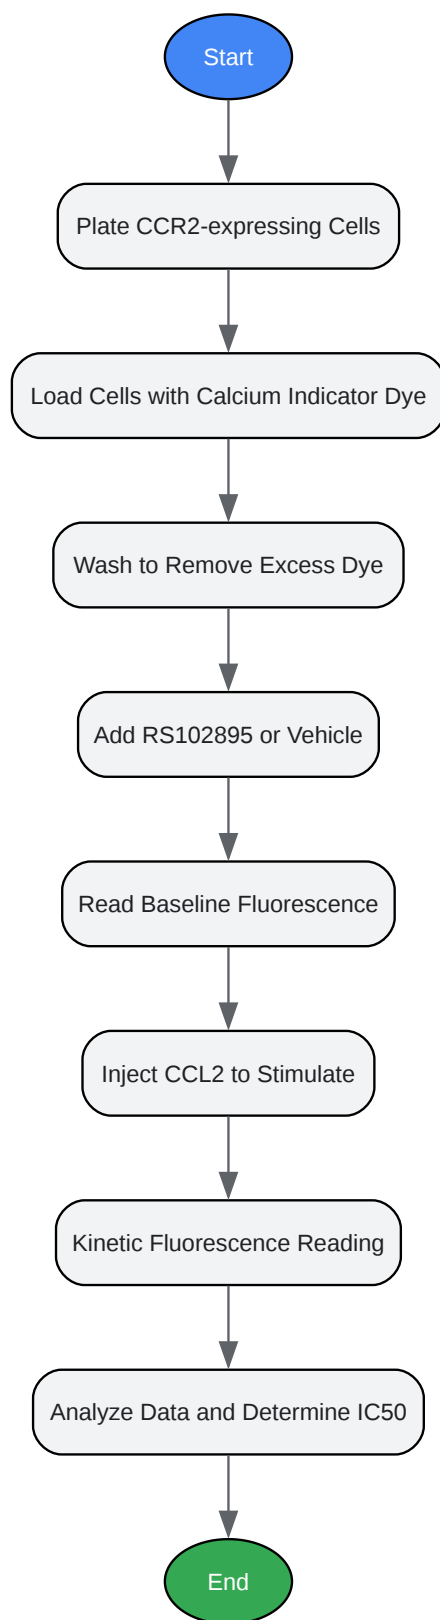 Start
Plate CCR2-expressing Cells
Load Cells with Calcium Indicator Dye
Wash to Remove Excess Dye
Add RS102895 or Vehicle
Read Baseline Fluorescence
Inject CCL2 to Stimulate
Kinetic Fluorescence Reading
Analyze Data and Determine IC50
End